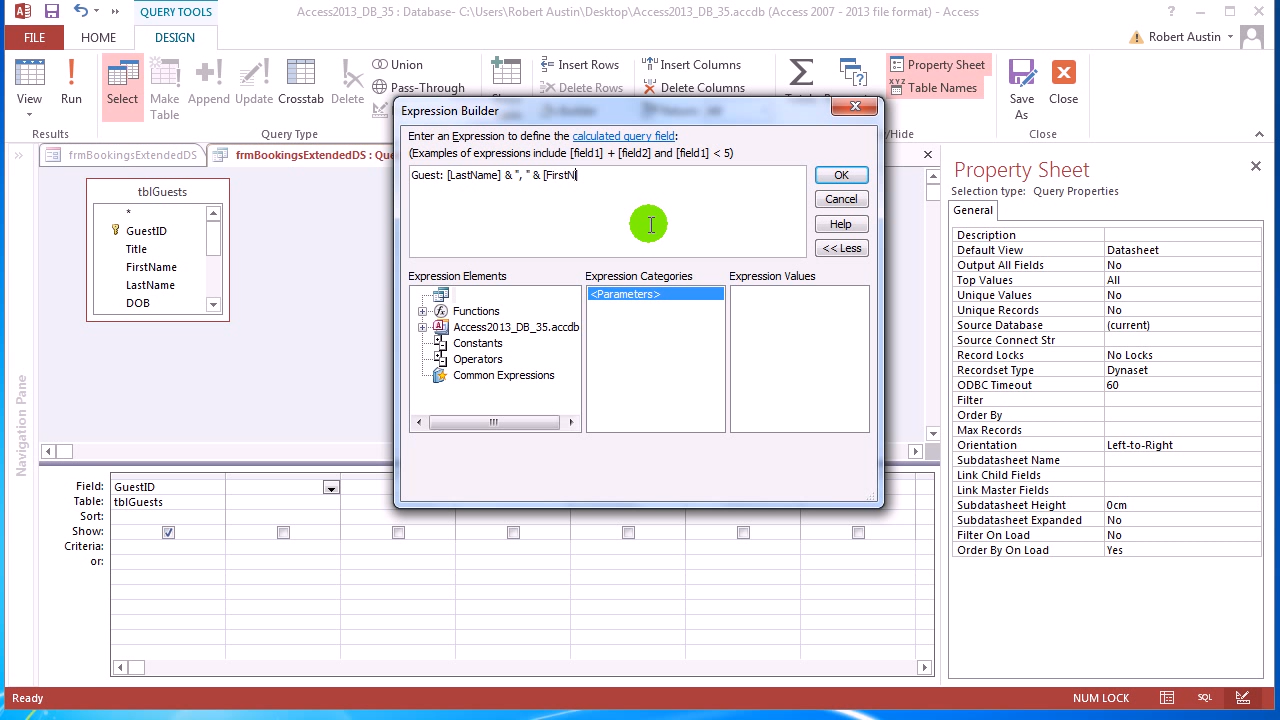 QUERY TOOLS
Access2013_DB_35 : Database- C:\Users\Robert Austin\Desktop\Access2013_DB_35.accdb (Access 2007 - 2013 file format) - Access
FILE HOME DESIGN
Robert Austin
View
Run
Select
Make Table
Append
Update
Crosstab
Delete
Union
Pass-Through
Insert Rows
Delete Rows
Insert Columns
Delete Columns
Property Sheet
Table Names
Save As
Close
Results
Query Type
/Hide
Close
frmBookingsExtendedDS
frmBookingsExtendedDS : Que
tblGuests
*
GuestID
Title
FirstName
LastName
DOB
Navigation Pane
Expression Builder
Enter an Expression to define the calculated query field:
(Examples of expressions include [field1] + [field2] and [field1] < 5)
Guest: [LastName] & ", " & [FirstN
OK
Cancel
Help
<< Less
Expression Elements
Functions
Access2013_DB_35.accdb
Constants
Operators
Common Expressions
Expression Categories
<Parameters>
Expression Values
Field: GuestID
Table: tblGuests
Sort:
Show:
Criteria:
or:
Property Sheet
Selection type: Query Properties
General
Description
Default View Datasheet
Output All Fields No
Top Values All
Unique Values No
Unique Records No
Source Database (current)
Source Connect Str
Record Locks No Locks
Recordset Type Dynaset
ODBC Timeout 60
Filter
Order By
Max Records
Orientation Left-to-Right
Subdatasheet Name
Link Child Fields
Link Master Fields
Subdatasheet Height 0cm
Subdatasheet Expanded No
Filter On Load No
Order By On Load Yes
Ready
NUM LOCK
SQL